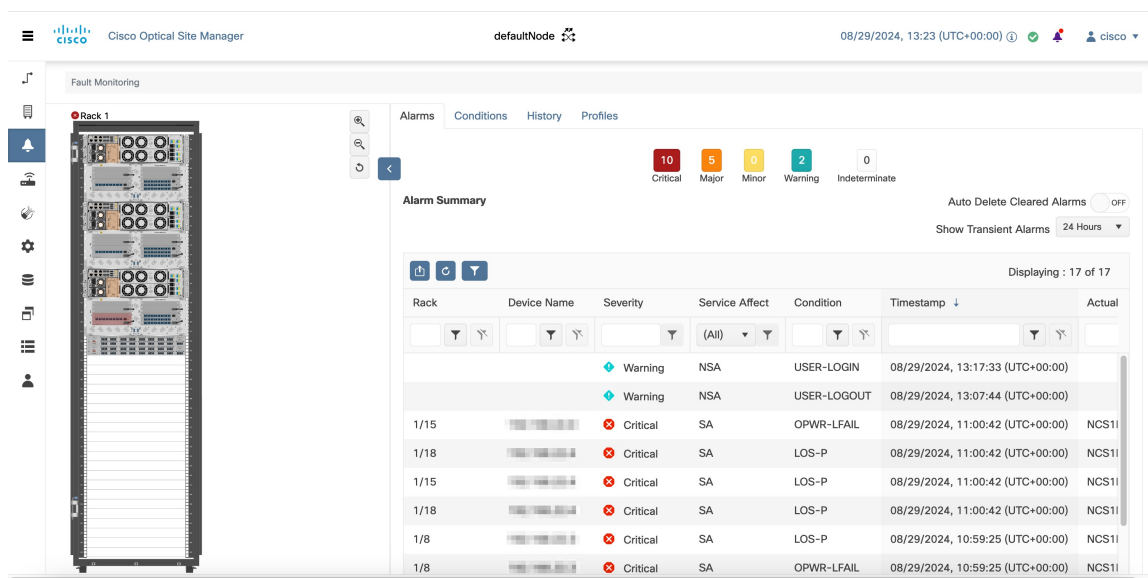 CISCO Cisco Optical Site Manager defaultNode 08/29/2024, 13:23 (UTC+00:00) cisco
Fault Monitoring
Rack 1
Alarms Conditions History Profiles
10 5 0 2 0
Critical Major Minor Warning Indeterminate
Alarm Summary
Auto Delete Cleared Alarms OFF
Show Transient Alarms 24 Hours
Displaying : 17 of 17
Rack Device Name Severity Service Affect Condition Timestamp Actual
(All)
Warning NSA USER-LOGIN 08/29/2024, 13:17:33 (UTC+00:00)
Warning NSA USER-LOGOUT 08/29/2024, 13:07:44 (UTC+00:00)
1/15 Critical SA OPWR-LFAIL 08/29/2024, 11:00:42 (UTC+00:00) NCS1
1/18 Critical SA LOS-P 08/29/2024, 11:00:42 (UTC+00:00) NCS1
1/15 Critical SA LOS-P 08/29/2024, 11:00:42 (UTC+00:00) NCS1
1/18 Critical SA LOS-P 08/29/2024, 11:00:42 (UTC+00:00) NCS1
1/8 Critical SA LOS-P 08/29/2024, 10:59:25 (UTC+00:00) NCS1
1/8 Critical SA OPWR-LFAIL 08/29/2024, 10:59:25 (UTC+00:00) NCS1